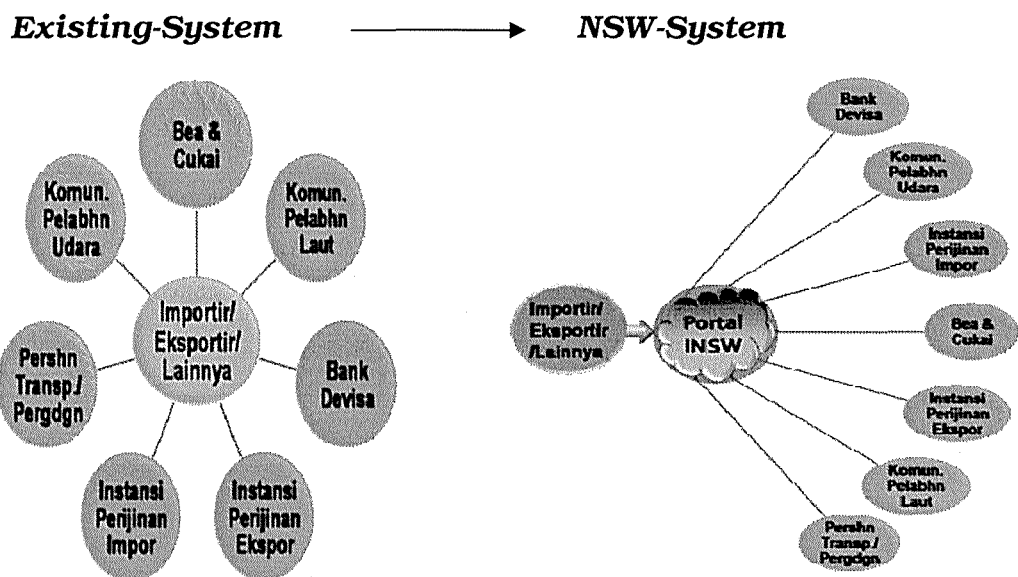 Existing-System
NSW-System
Bea &
Cukai
Komun.
Pelabhn
Udara
Komun.
Pelabhn
Laut
Importir/
Eksportir/
Lainnya
Pershn
Transp./
Pergdgn
Bank
Devisa
Instansi
Perijinan
Impor
Instansi
Perijinan
Ekspor
Importir/
Eksportir
/Lainnya
Portal
INSW
Bank
Devisa
Komun.
Pelabhn
Udara
Instansi
Perijinan
Impor
Bea &
Cukai
Instansi
Perijinan
Ekspor
Komun.
Pelabhn
Laut
Pershn
Transp./
Pergdgn